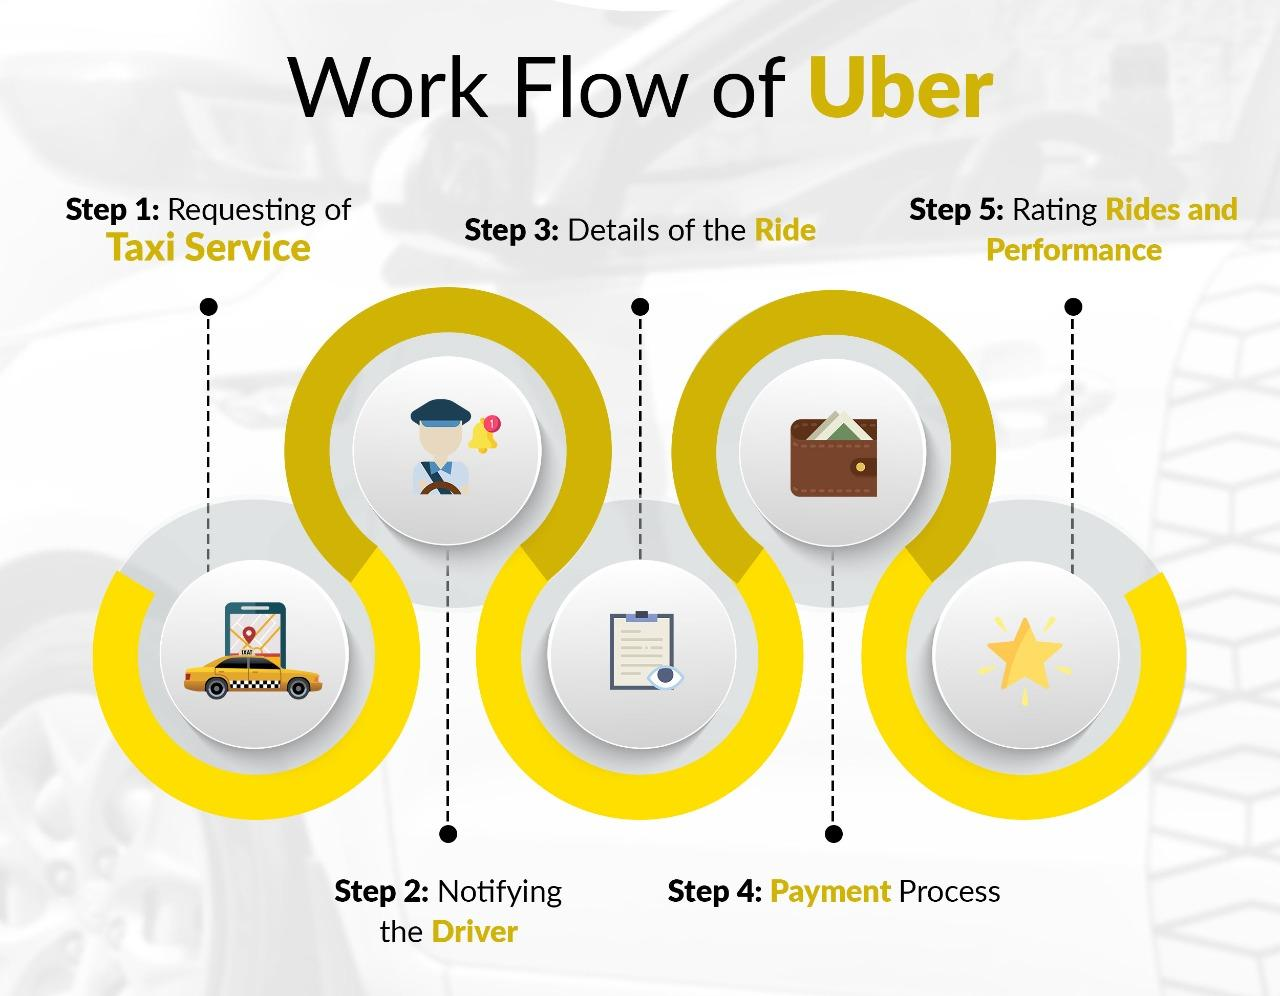 Work Flow of Uber
Step 1: Requesting of
Taxi Service
Step 3: Details of the Ride
Step 5: Rating Rides and
Performance
1
TAXI
Step 2: Notifying
the Driver
Step 4: Payment Process